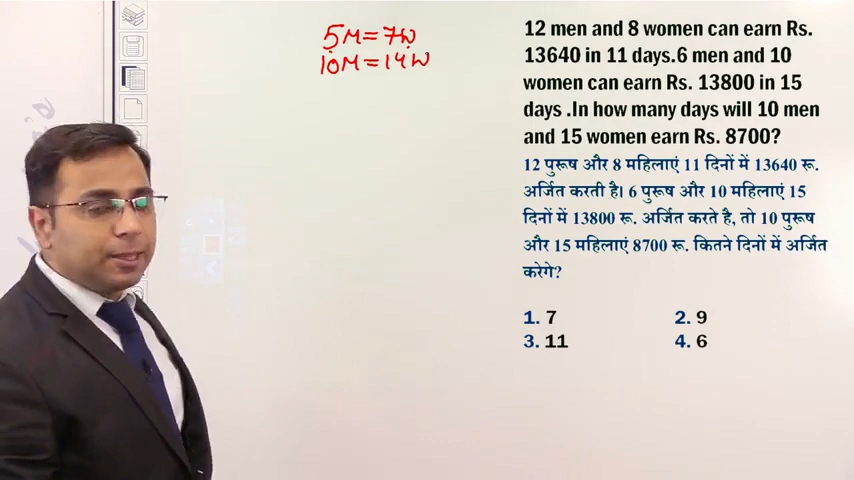 5M=7W
10M=14W
12 men and 8 women can earn Rs.
13640 in 11 days.6 men and 10
women can earn Rs. 13800 in 15
days .In how many days will 10 men
and 15 women earn Rs. 8700?
12 पुरूष और 8 महिलाएं 11 दिनों में 13640 रू.
अर्जित करती है। 6 पुरूष और 10 महिलाएं 15
दिनों में 13800 रू. अर्जित करते है, तो 10 पुरूष
और 15 महिलाएं 8700 रू. कितने दिनों में अर्जित
करेगे?
1. 7 2. 9
3. 11 4. 6